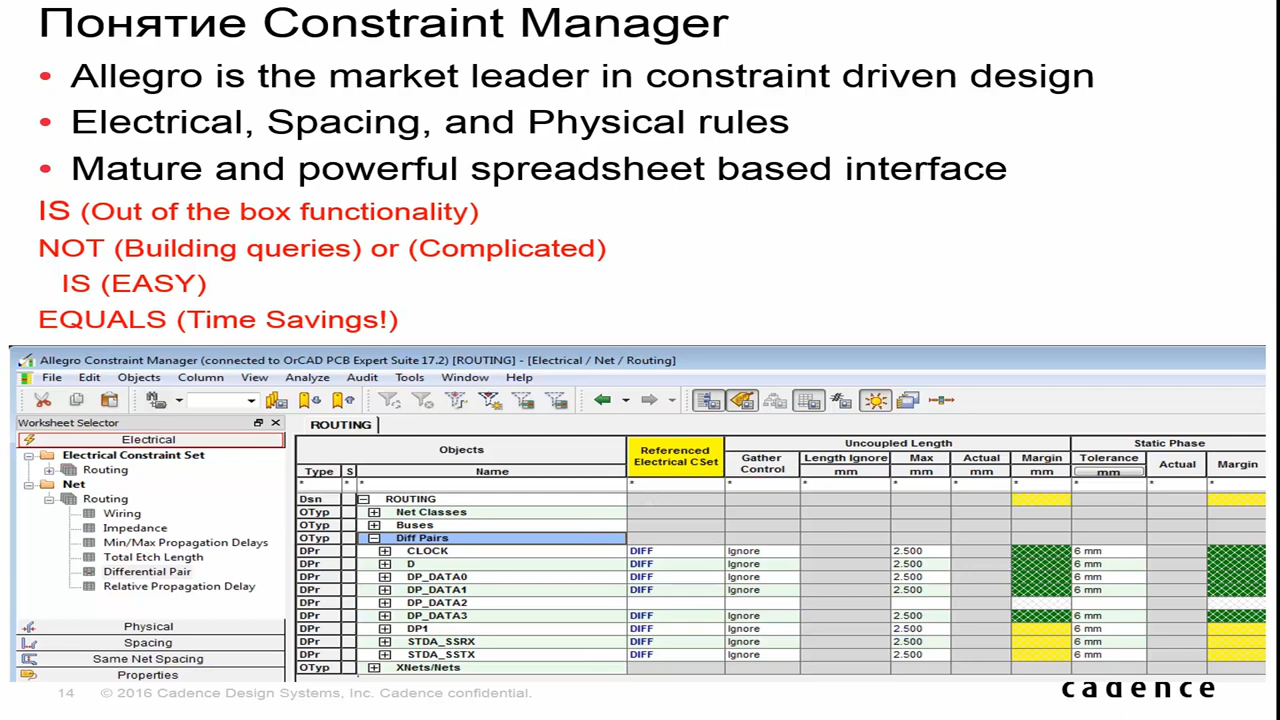 Понятие Constraint Manager
• Allegro is the market leader in constraint driven design
• Electrical, Spacing, and Physical rules
• Mature and powerful spreadsheet based interface
IS (Out of the box functionality)
NOT (Building queries) or (Complicated)
IS (EASY)
EQUALS (Time Savings!)
Allegro Constraint Manager (connected to OrCAD PCB Expert Suite 17.2) [ROUTING] - [Electrical / Net / Routing]
File Edit Objects Column View Analyze Audit Tools Window Help
Worksheet Selector
Electrical
Electrical Constraint Set
Routing
Net
Routing
Wiring
Impedance
Min/Max Propagation Delays
Total Etch Length
Differential Pair
Relative Propagation Delay
Physical
Spacing
Same Net Spacing
Properties
ROUTING
Objects Referenced Electrical CSet Uncoupled Length Static Phase
Type S Name Gather Control Length Ignore Max Actual Margin Tolerance Actual Margin
mm mm mm mm mm
* * * * * * * * * * *
Dsn ROUTING
OTyp Net Classes
OTyp Buses
OTyp Diff Pairs
DPr CLOCK DIFF Ignore 2.500 6 mm
DPr D DIFF Ignore 2.500 6 mm
DPr DP_DATA0 DIFF Ignore 2.500 6 mm
DPr DP_DATA1 DIFF Ignore 2.500 6 mm
DPr DP_DATA2
DPr DP_DATA3 DIFF Ignore 2.500 6 mm
DPr DP1 DIFF Ignore 2.500 6 mm
DPr STDA_SSRX DIFF Ignore 2.500 6 mm
DPr STDA_SSTX DIFF Ignore 2.500 6 mm
OTyp XNets/Nets
14 © 2016 Cadence Design Systems, Inc. Cadence confidential.
cādence